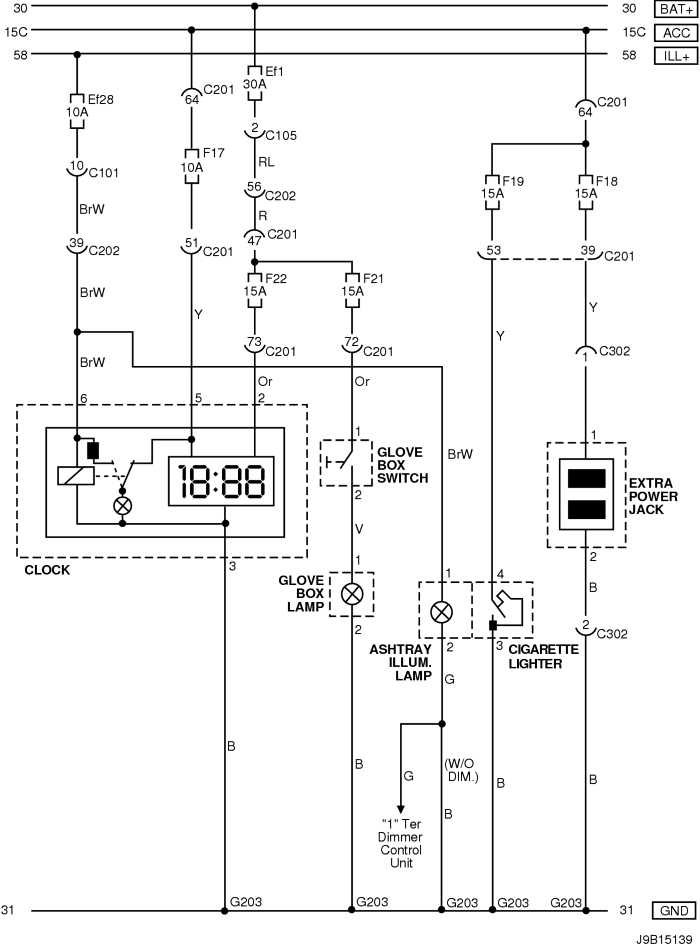 30 30 BAT+
15C 15C ACC
58 58 ILL+
Ef28
10A
10 C101
BrW
39 C202
BrW
BrW
6
C201
64
F17
10A
51 C201
Y
5
Ef1
30A
2 C105
RL
56
C202
R
C201
47
F22
15A
73
C201
Or
2
F21
15A
72
C201
Or
1
GLOVE
BOX
SWITCH
2
V
1
GLOVE
BOX
LAMP
2
B
18:88
CLOCK
3
B
BrW
1
ASHTRAY
ILLUM.
LAMP
2
G
G
(W/O
DIM.)
B
"1" Ter
Dimmer
Control
Unit
C201
64
F19
15A
F18
15A
53
39
C201
Y
Y
C302
1
1
EXTRA
POWER
JACK
2
B
2
C302
B
4
3
CIGARETTE
LIGHTER
B
31 G203 G203 G203 G203 G203 31 GND
J9B15139